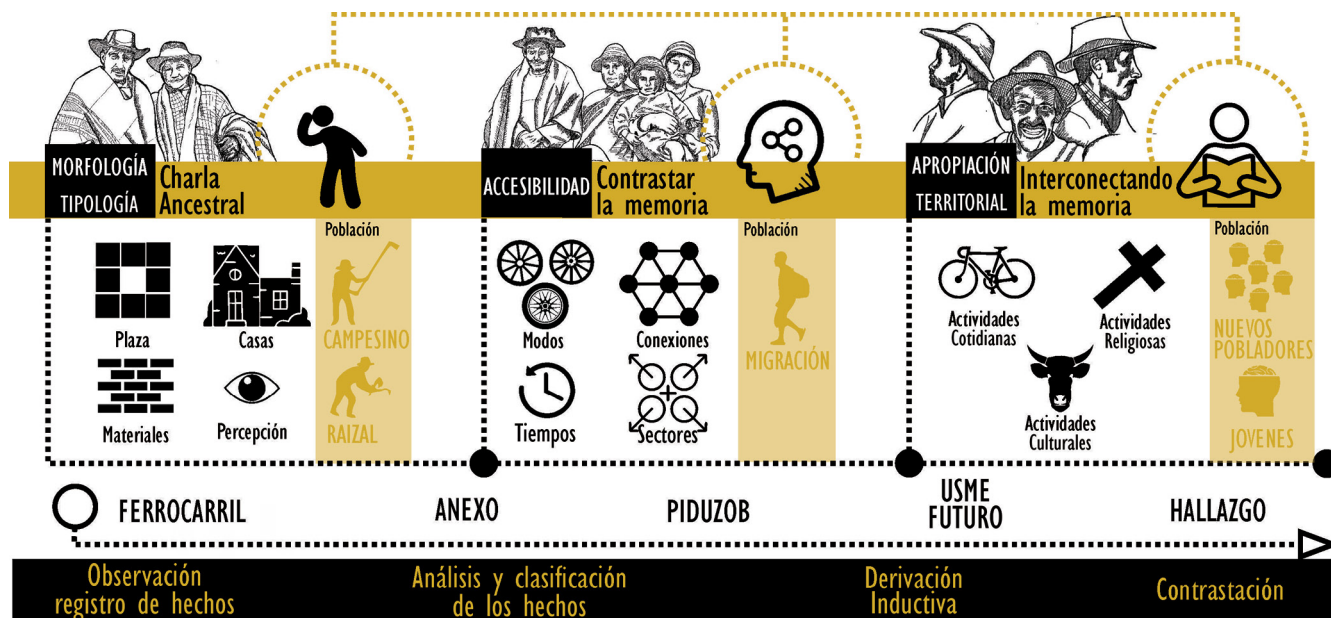 MORFOLOGÍA
TIPOLOGÍA
Charla
Ancestral
Población
Plaza
Casas
CAMPESINO
Materiales
Percepción
RAIZAL
ACCESIBILIDAD
Contrastar
la memoria
Población
Modos
Conexiones
MIGRACIÓN
Tiempos
Sectores
APROPIACIÓN
TERRITORIAL
Interconectando
la memoria
Población
Actividades
Cotidianas
Actividades
Religiosas
NUEVOS
POBLADORES
Actividades
Culturales
JOVENES
FERROCARRIL
ANEXO
PIDUZOB
USME
FUTURO
HALLAZGO
Observación
registro de hechos
Análisis y clasificación
de los hechos
Derivación
Inductiva
Contrastación